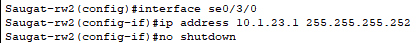 Saugat-rw2(config)#interface se0/3/0
Saugat-rw2(config-if)#ip address 10.1.23.1 255.255.255.252
Saugat-rw2(config-if)#no shutdown